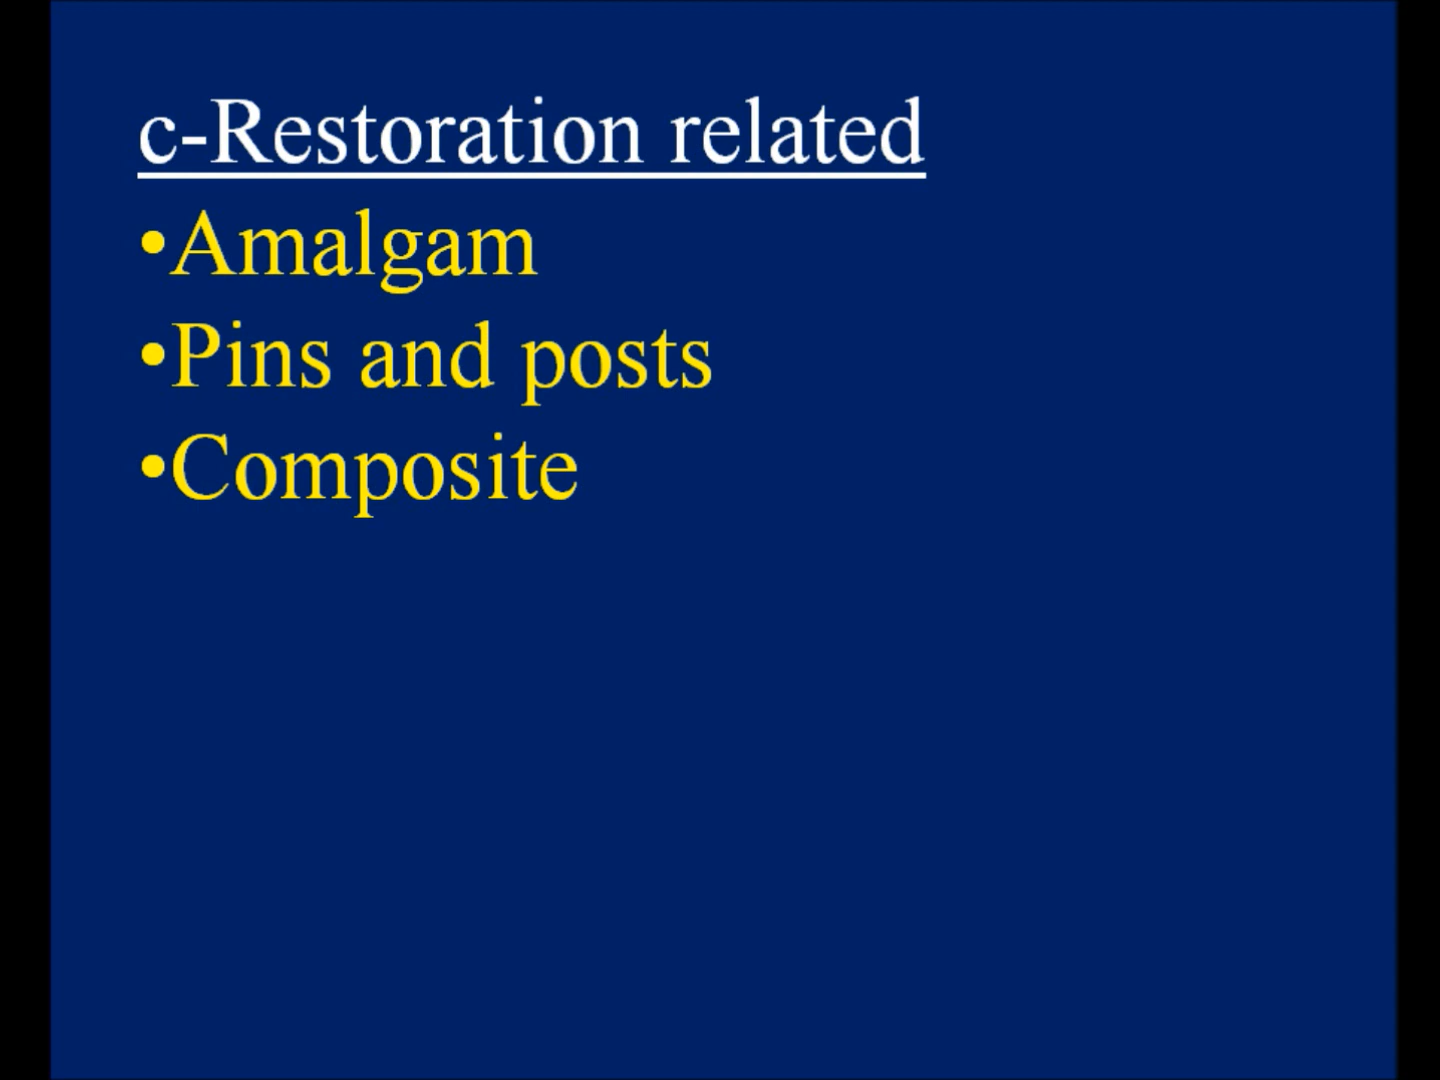 c-Restoration related
•Amalgam
•Pins and posts
•Composite